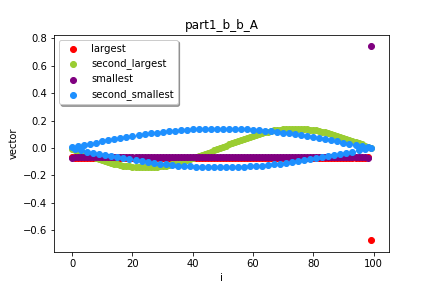 part1_b_b_A
largest
second_largest
smallest
second_smallest
0.8
0.6
0.4
0.2
0.0
−0.2
−0.4
−0.6
vector
0 20 40 60 80 100
i